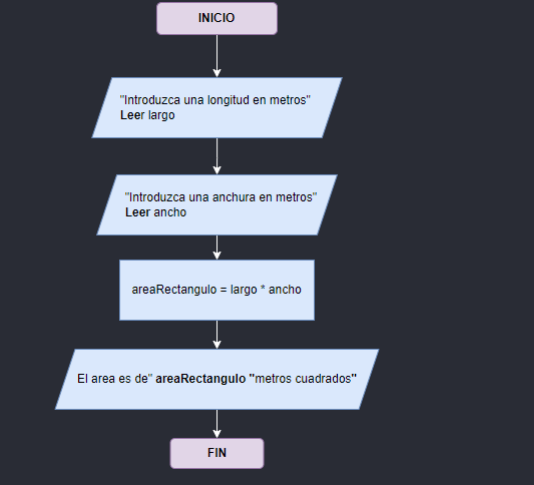 INICIO
"Introduzca una longitud en metros"
Leer largo
"Introduzca una anchura en metros"
Leer ancho
areaRectangulo = largo * ancho
El area es de" areaRectangulo "metros cuadrados"
FIN